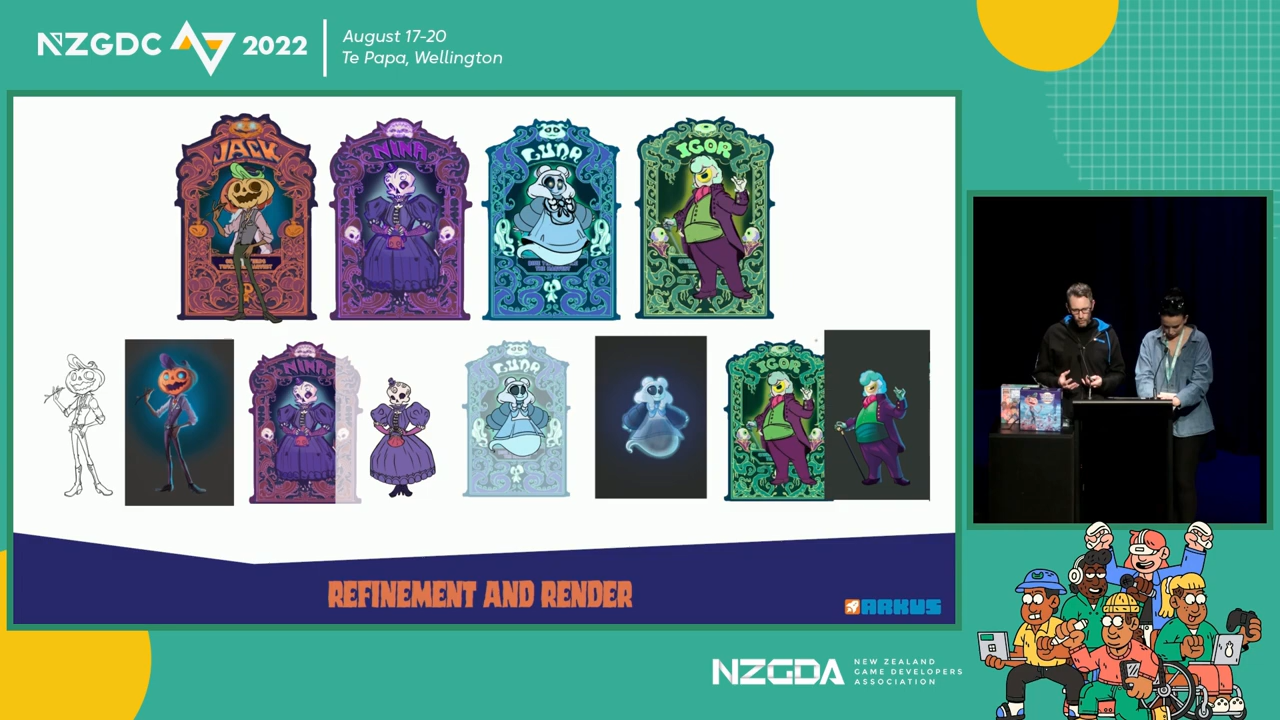 NZGDC 2022
August 17-20
Te Papa, Wellington
JACK
NINA
LUNA
IGOR
NINA
LUNA
IGOR
REFINEMENT AND RENDER
ARKUS
NZGDA
NEW ZEALAND
GAME DEVELOPERS
ASSOCIATION